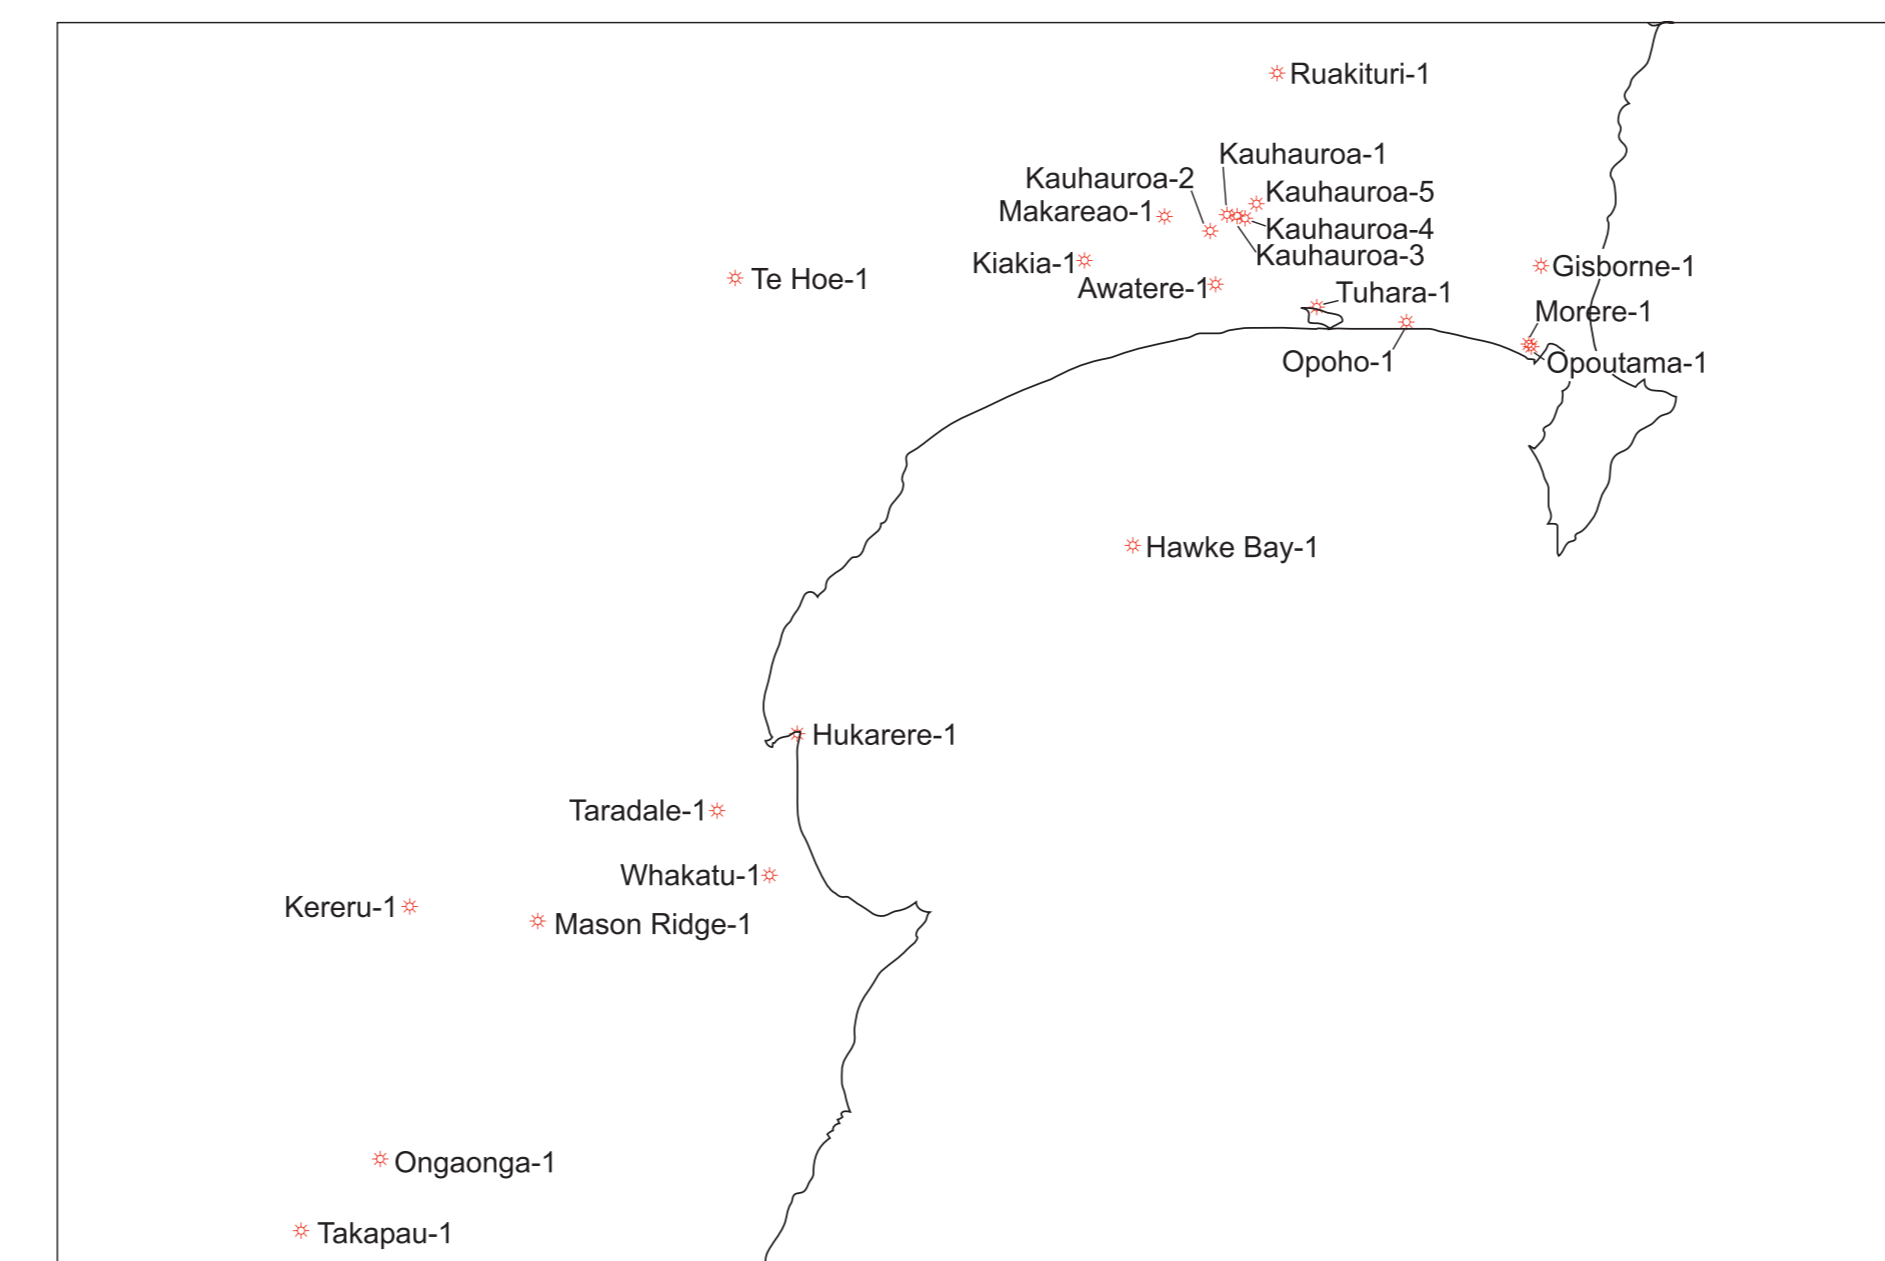 Ruakituri-1
Kauhauroa-1
Kauhauroa-2
Kauhauroa-5
Makareao-1
Kauhauroa-4
Kauhauroa-3
Kiakia-1
Gisborne-1
Te Hoe-1
Awatere-1
Tuhara-1
Morere-1
Opoho-1
Opoutama-1
Hawke Bay-1
Hukarere-1
Taradale-1
Whakatu-1
Kereru-1
Mason Ridge-1
Ongaonga-1
Takapau-1